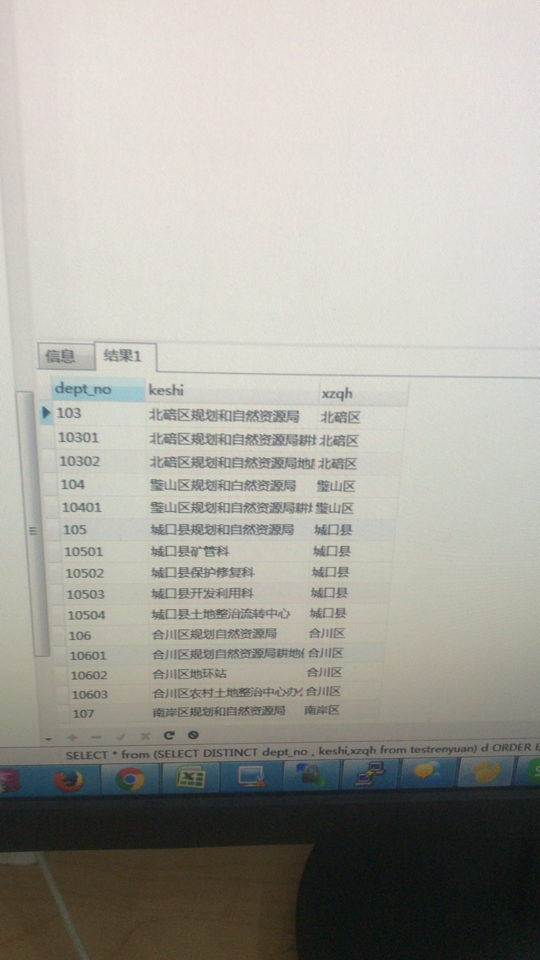 信息 结果1
dept_no keshi xzqh
103 北碚区规划和自然资源局 北碚区
10301 北碚区规划和自然资源局耕 北碚区
10302 北碚区规划和自然资源局地 北碚区
104 璧山区规划和自然资源局 璧山区
10401 璧山区规划和自然资源局耕 璧山区
105 城口县规划和自然资源局 城口县
10501 城口县矿管科 城口县
10502 城口县保护修复科 城口县
10503 城口县开发利用科 城口县
10504 城口县土地整治流转中心 城口县
106 合川区规划自然资源局 合川区
10601 合川区规划自然资源局耕地 合川区
10602 合川区地环站 合川区
10603 合川区农村土地整治中心办 合川区
107 南岸区规划和自然资源局 南岸区
SELECT * from (SELECT DISTINCT dept_no , keshi,xzqh from testrenyuan) d ORDER